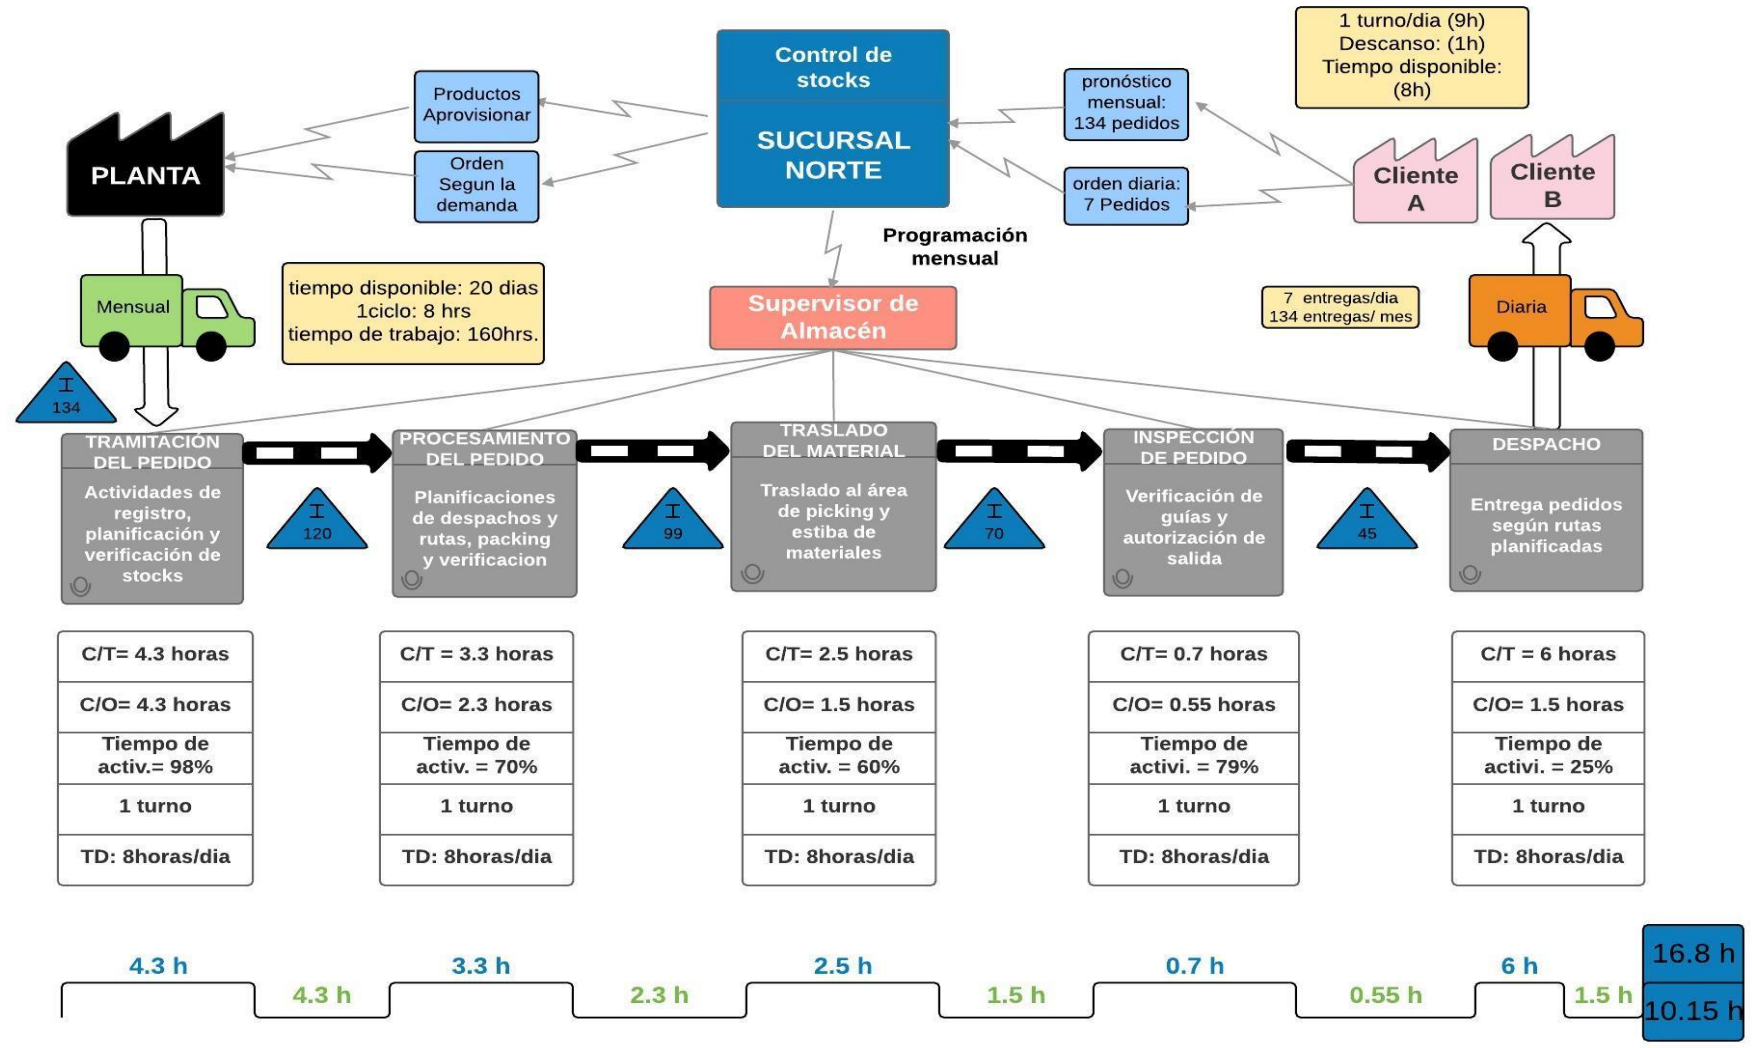 Control de
stocks
SUCURSAL
NORTE
1 turno/dia (9h)
Descanso: (1h)
Tiempo disponible:
(8h)
Productos
Aprovisionar
Orden
Segun la
demanda
pronóstico
mensual:
134 pedidos
orden diaria:
7 Pedidos
PLANTA
Cliente
A
Cliente
B
Programación
mensual
Mensual
tiempo disponible: 20 dias
1ciclo: 8 hrs
tiempo de trabajo: 160hrs.
Supervisor de
Almacén
7 entregas/dia
134 entregas/ mes
Diaria
I
134
TRAMITACIÓN
DEL PEDIDO
Actividades de
registro,
planificación y
verificación de
stocks
I
120
PROCESAMIENTO
DEL PEDIDO
Planificaciones
de despachos y
rutas, packing
y verificacion
I
99
TRASLADO
DEL MATERIAL
Traslado al área
de picking y
estiba de
materiales
I
70
INSPECCIÓN
DE PEDIDO
Verificación de
guías y
autorización de
salida
I
45
DESPACHO
Entrega pedidos
según rutas
planificadas
C/T= 4.3 horas
C/O= 4.3 horas
Tiempo de
activ.= 98%
1 turno
TD: 8horas/dia
C/T = 3.3 horas
C/O= 2.3 horas
Tiempo de
activ. = 70%
1 turno
TD: 8horas/dia
C/T= 2.5 horas
C/O= 1.5 horas
Tiempo de
activ. = 60%
1 turno
TD: 8horas/dia
C/T= 0.7 horas
C/O= 0.55 horas
Tiempo de
activi. = 79%
1 turno
TD: 8horas/dia
C/T = 6 horas
C/O= 1.5 horas
Tiempo de
activi. = 25%
1 turno
TD: 8horas/dia
4.3 h
4.3 h
3.3 h
2.3 h
2.5 h
1.5 h
0.7 h
0.55 h
6 h
1.5 h
16.8 h
10.15 h